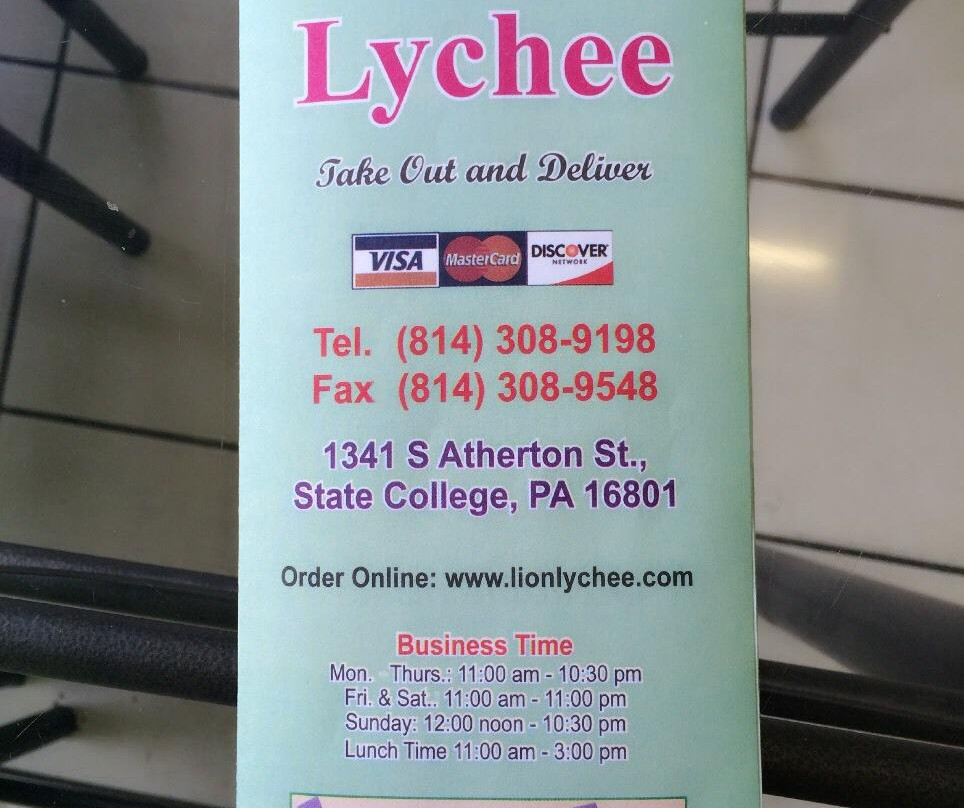 Lychee
Take Out and Deliver
VISA MasterCard DISCOVER
NETWORK
Tel. (814) 308-9198
Fax (814) 308-9548
1341 S Atherton St.,
State College, PA 16801
Order Online: www.lionlychee.com
Business Time
Mon. Thurs.: 11:00 am - 10:30 pm
Fri. & Sat.. 11:00 am - 11:00 pm
Sunday: 12:00 noon - 10:30 pm
Lunch Time 11:00 am - 3:00 pm